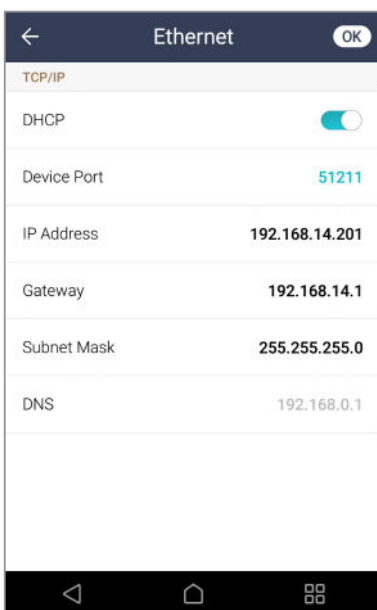 Ethernet OK
TCP/IP
DHCP
Device Port 51211
IP Address 192.168.14.201
Gateway 192.168.14.1
Subnet Mask 255.255.255.0
DNS 192.168.0.1